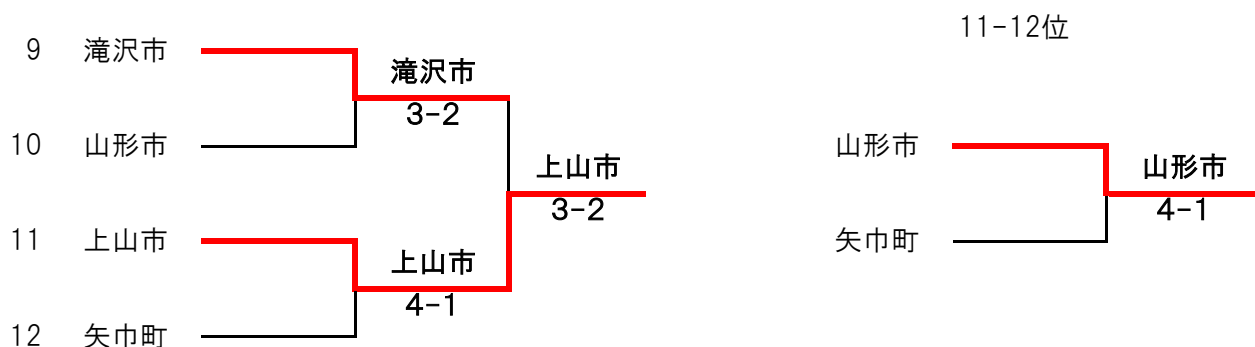 11-12位
9 滝沢市
滝沢市
3-2
10 山形市
山形市
上山市
山形市
3-2
4-1
11 上山市
矢巾町
上山市
4-1
12 矢巾町